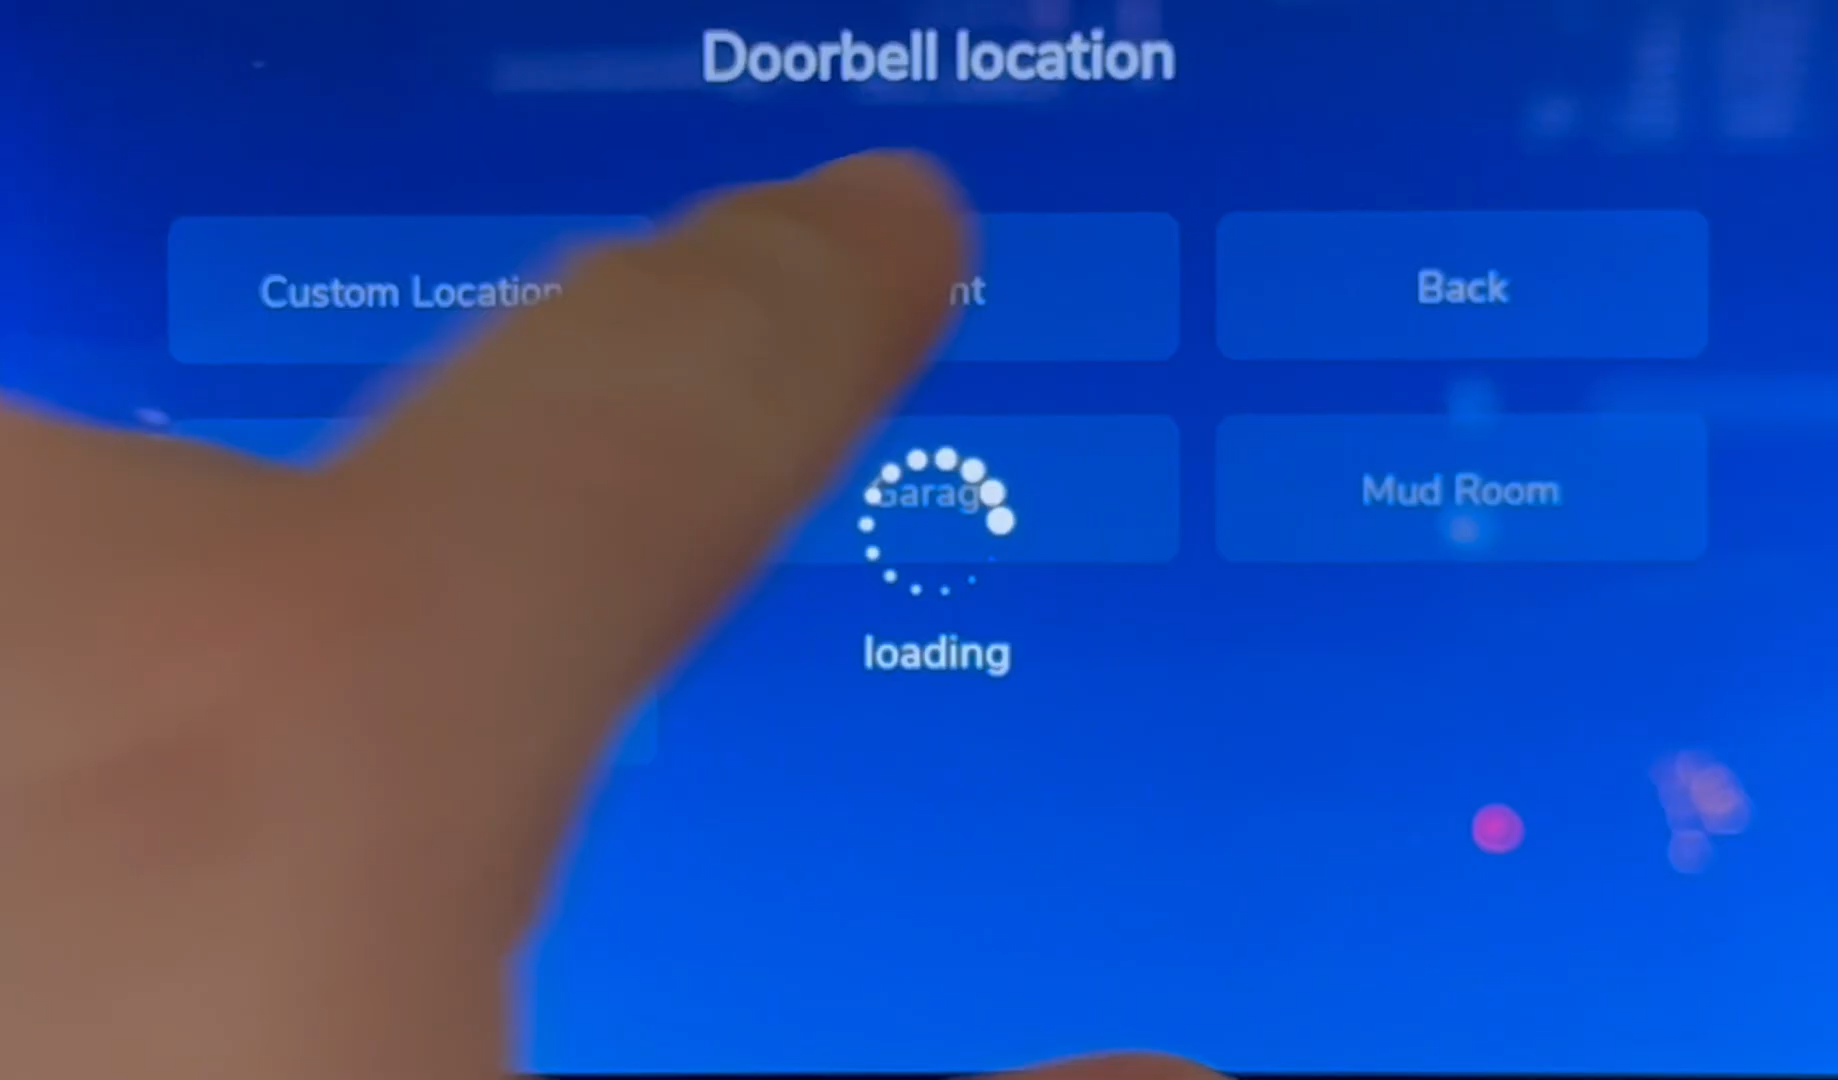 Doorbell location
Custom Location
Back
Mud Room
loading